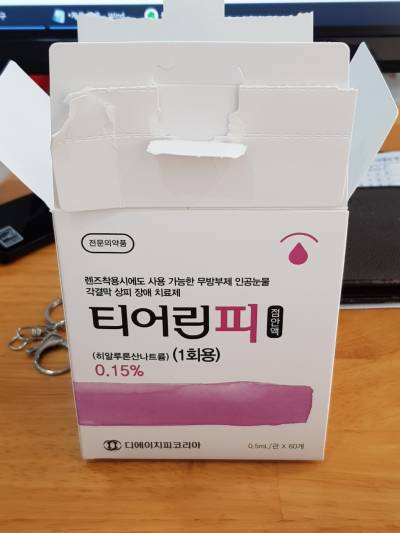 전문의약품
렌즈착용시에도 사용 가능한 무방부제 인공눈물
각결막 상피 장애 치료제
티어린피 점안액
(히알루론산나트륨) (1회용)
0.15%
디에이치피코리아
0.5mL/관 X 60개